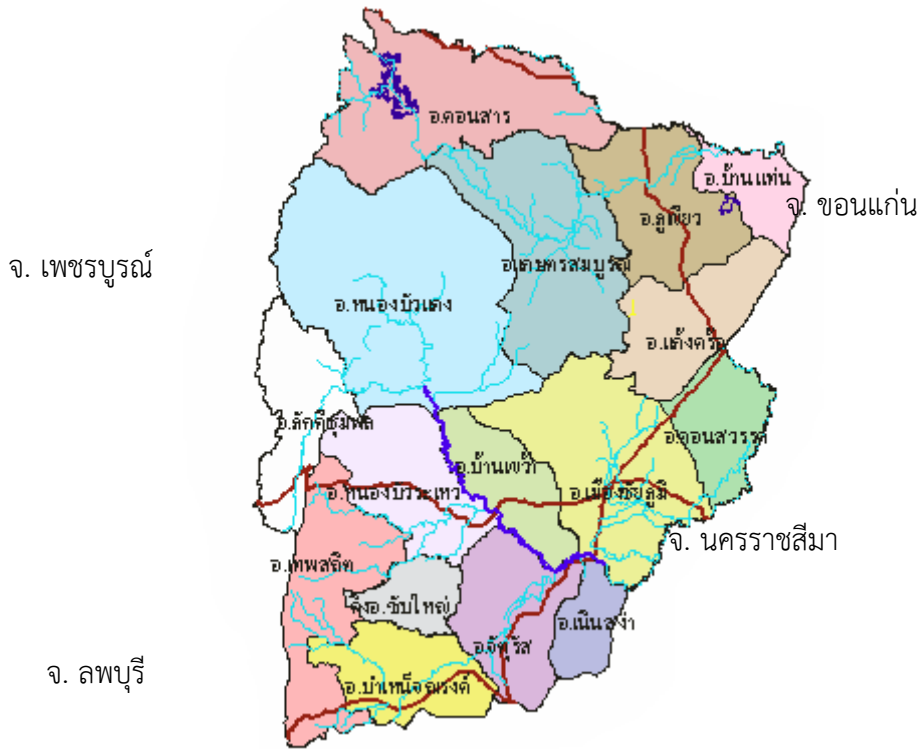 อ.คอนสาร
อ.บ้านแท่น
จ. ขอนแก่น
อ.ภูเขียว
อ.เกษตรสมบูรณ์
จ. เพชรบูรณ์
อ.หนองบัวแดง
อ.แก้งคร้อ
อ.ภักดีชุมพล
อ.คอนสวรรค์
อ.บ้านเขว้า
อ.หนองบัวระเหว
อ.เมืองชัยภูมิ
จ. นครราชสีมา
อ.เทพสถิต
กิ่งอ.ซับใหญ่
อ.เนินสง่า
อ.จัตุรัส
จ. ลพบุรี
อ.บำเหน็จณรงค์